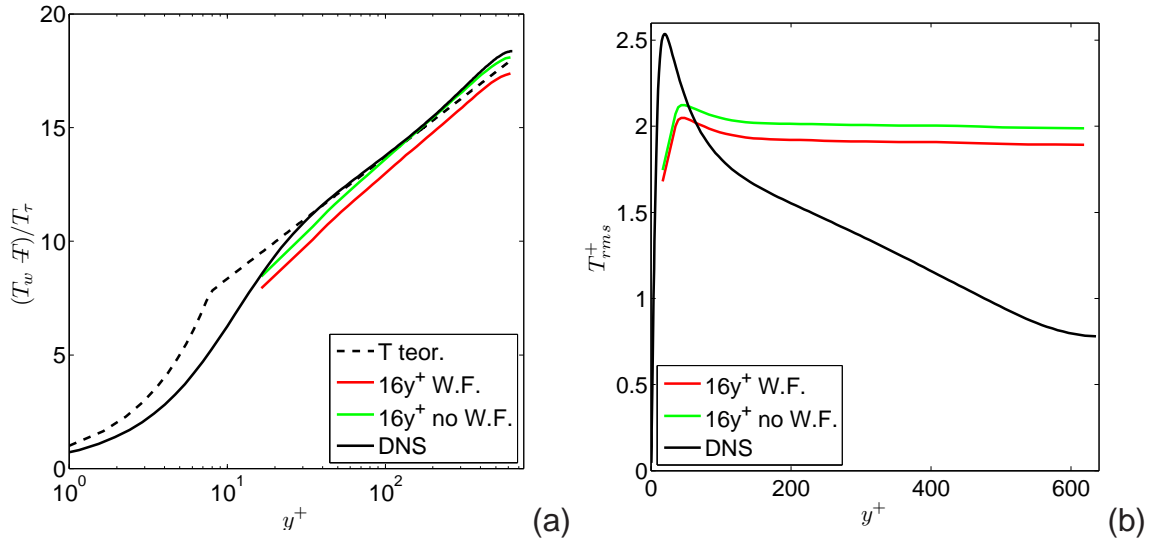 20
15
10
5
0
10^0
10^1
10^2
(T_w T)/T_τ
y^+
T teor.
16y^+ W.F.
16y^+ no W.F.
DNS
(a)
2.5
2
1.5
1
0.5
0
0
200
400
600
T^+_{rms}
y^+
16y^+ W.F.
16y^+ no W.F.
DNS
(b)